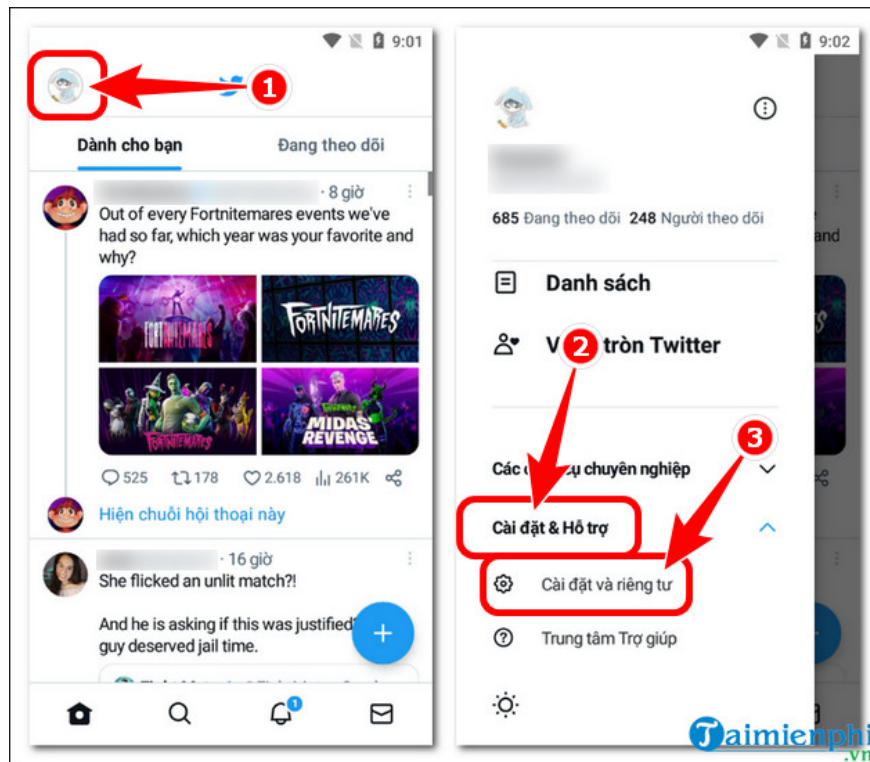 9:01
1
Dành cho bạn
Đang theo dõi
· 8 giờ
Out of every Fortnitemares events we've
had so far, which year was your favorite and
why?
FORTNITEMARES
FORTNITEMARES
FORTNITEMARES
FORTNITEMARES
MIDAS
REVENGE
525
178
2.618
261K
Hiện chuỗi hội thoại này
· 16 giờ
She flicked an unlit match?!
And he is asking if this was justified
guy deserved jail time.
+
1
9:02
685 Đang theo dõi 248 Người theo dõi
and
Danh sách
2
tròn Twitter
3
Các
cụ chuyên nghiệp
Cài đặt & Hỗ trợ
Cài đặt và riêng tư
Trung tâm Trợ giúp
Taimienphi
.vn